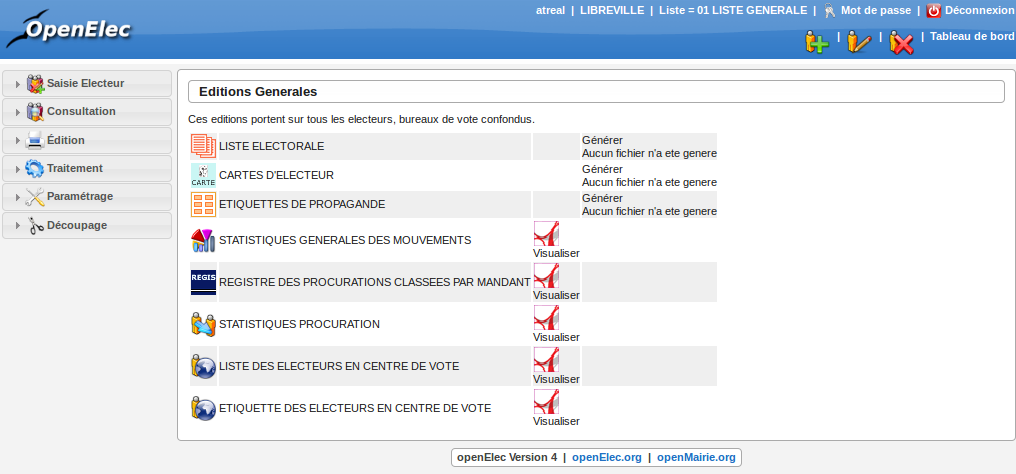 OpenElec
atreal | LIBREVILLE | Liste = 01 LISTE GENERALE | Mot de passe | Déconnexion
| | | Tableau de bord
Saisie Electeur
Consultation
Édition
Traitement
Paramétrage
Découpage
Editions Generales
Ces editions portent sur tous les electeurs, bureaux de vote confondus.
LISTE ELECTORALE
Générer
Aucun fichier n'a ete genere
CARTE
CARTES D'ELECTEUR
Générer
Aucun fichier n'a ete genere
ETIQUETTES DE PROPAGANDE
Générer
Aucun fichier n'a ete genere
STATISTIQUES GENERALES DES MOUVEMENTS
Visualiser
REGIS
REGISTRE DES PROCURATIONS CLASSEES PAR MANDANT
Visualiser
STATISTIQUES PROCURATION
Visualiser
LISTE DES ELECTEURS EN CENTRE DE VOTE
Visualiser
ETIQUETTE DES ELECTEURS EN CENTRE DE VOTE
Visualiser
openElec Version 4 | openElec.org | openMairie.org